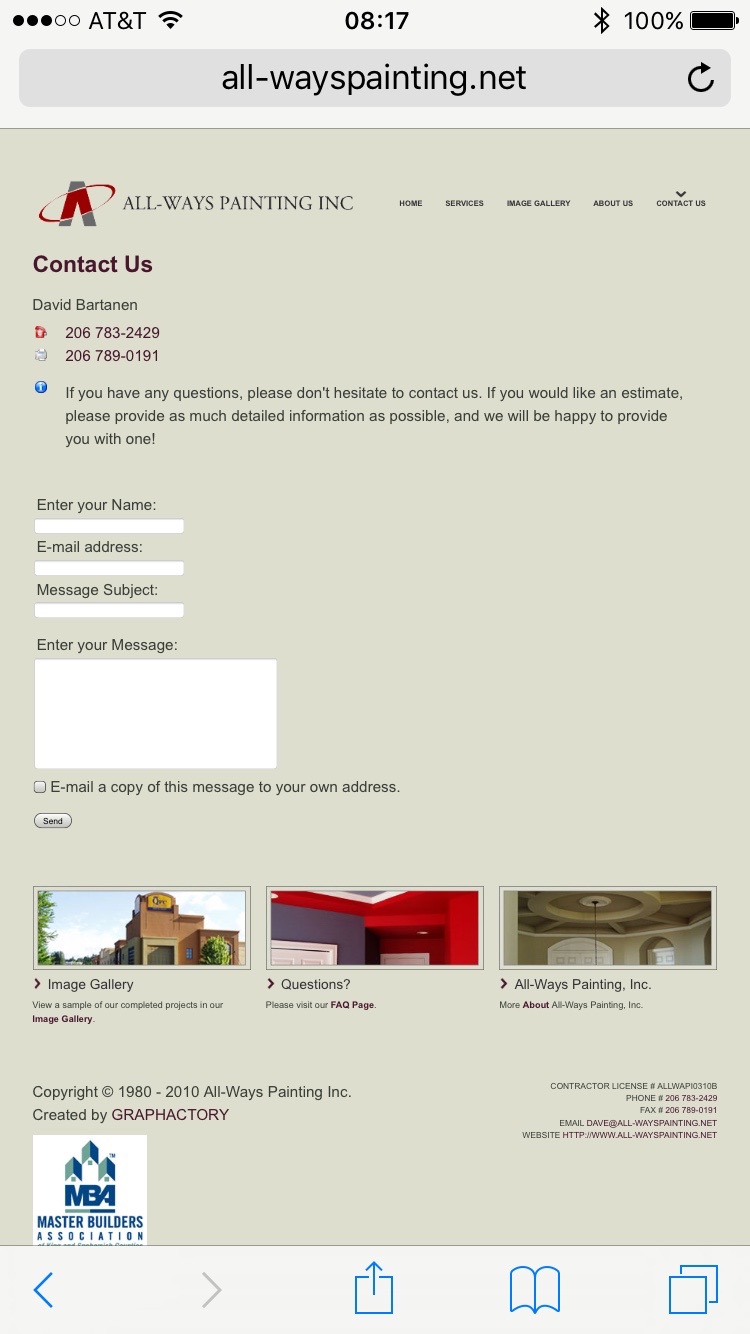 AT&T 08:17 100%
all-wayspainting.net
ALL-WAYS PAINTING INC
HOME SERVICES IMAGE GALLERY ABOUT US CONTACT US
Contact Us
David Bartanen
206 783-2429
206 789-0191
If you have any questions, please don't hesitate to contact us. If you would like an estimate,
please provide as much detailed information as possible, and we will be happy to provide
you with one!
Enter your Name:
E-mail address:
Message Subject:
Enter your Message:
E-mail a copy of this message to your own address.
Send
Image Gallery
View a sample of our completed projects in our
Image Gallery.
Questions?
Please visit our FAQ Page.
All-Ways Painting, Inc.
More About All-Ways Painting, Inc.
Copyright © 1980 - 2010 All-Ways Painting Inc.
Created by GRAPHACTORY
CONTRACTOR LICENSE # ALLWAPI0310B
PHONE # 206 783-2429
FAX # 206 789-0191
EMAIL DAVE@ALL-WAYSPAINTING.NET
WEBSITE HTTP://WWW.ALL-WAYSPAINTING.NET
MBA TM
MASTER BUILDERS
ASSOCIATION